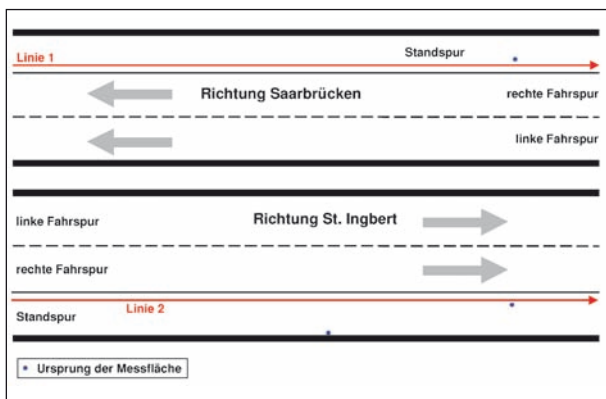 Standspur
Linie 1
Richtung Saarbrücken
rechte Fahrspur
linke Fahrspur
linke Fahrspur
Richtung St. Ingbert
rechte Fahrspur
Linie 2
Standspur
Ursprung der Messfläche